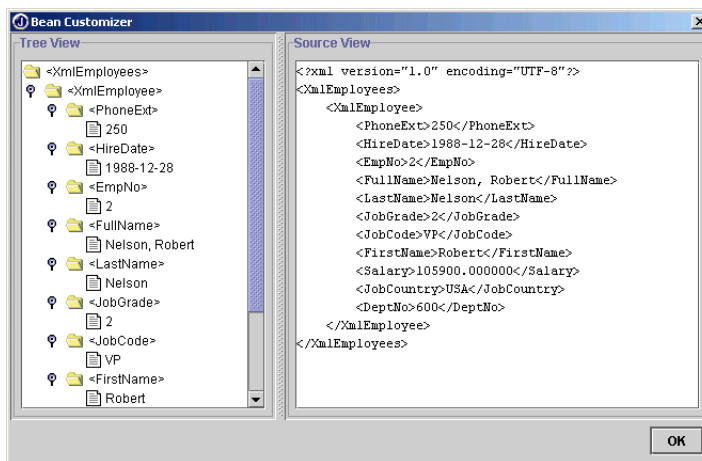 Bean Customizer
Tree View
<XmlEmployees>
<XmlEmployee>
<PhoneExt>
250
<HireDate>
1988-12-28
<EmpNo>
2
<FullName>
Nelson, Robert
<LastName>
Nelson
<JobGrade>
2
<JobCode>
VP
<FirstName>
Robert
Source View
<?xml version="1.0" encoding="UTF-8"?>
<XmlEmployees>
<XmlEmployee>
<PhoneExt>250</PhoneExt>
<HireDate>1988-12-28</HireDate>
<EmpNo>2</EmpNo>
<FullName>Nelson, Robert</FullName>
<LastName>Nelson</LastName>
<JobGrade>2</JobGrade>
<JobCode>VP</JobCode>
<FirstName>Robert</FirstName>
<Salary>105900.000000</Salary>
<JobCountry>USA</JobCountry>
<DeptNo>600</DeptNo>
</XmlEmployee>
</XmlEmployees>
OK